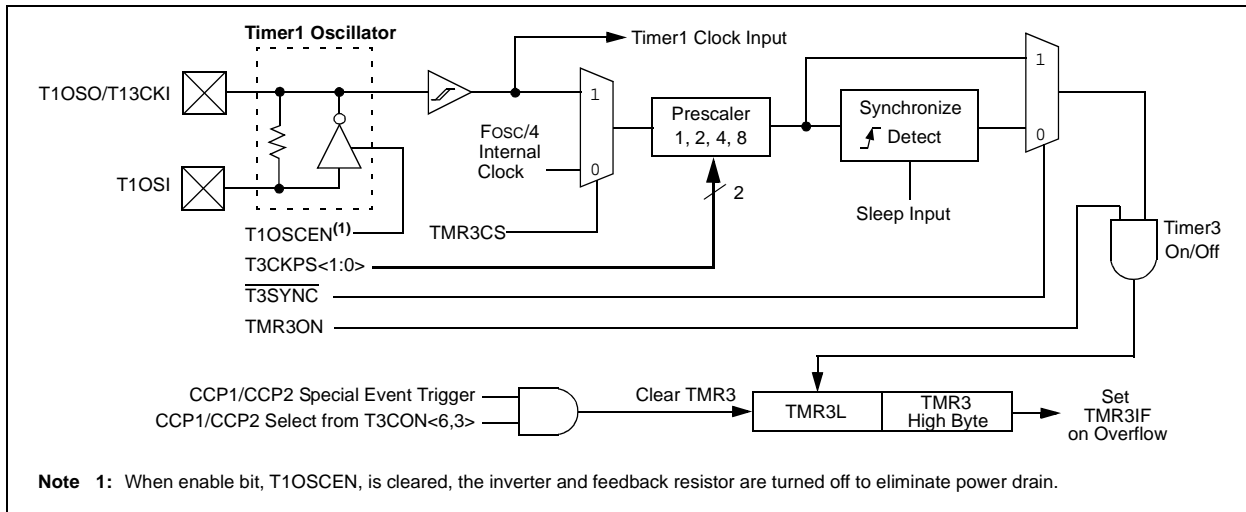 Timer1 Oscillator
Timer1 Clock Input
T1OSO/T13CKI
1
FOSC/4
Internal
Clock
0
Prescaler
1, 2, 4, 8
Synchronize
Detect
1
0
T1OSI
2
Sleep Input
T1OSCEN(1)
TMR3CS
Timer3
On/Off
T3CKPS<1:0>
T3SYNC
TMR3ON
CCP1/CCP2 Special Event Trigger
CCP1/CCP2 Select from T3CON<6,3>
Clear TMR3
TMR3L
TMR3
High Byte
Set
TMR3IF
on Overflow
Note 1: When enable bit, T1OSCEN, is cleared, the inverter and feedback resistor are turned off to eliminate power drain.